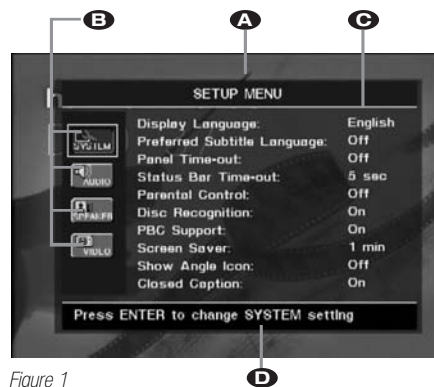 B A C
SETUP MENU
Display Language: English
Preferred Subtitle Language: Off
Panel Time-out: Off
SYSTEM
Status Bar Time-out: 5 sec
AUDIO
Parental Control: Off
Disc Recognition: On
SPEAKER
PBC Support: On
Screen Saver: 1 min
VIDEO
Show Angle Icon: Off
Closed Caption: On
Press ENTER to change SYSTEM setting
Figure 1
D